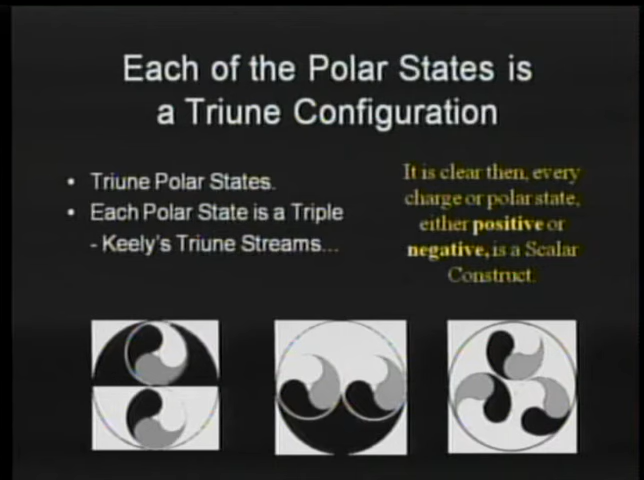 Each of the Polar States is
a Triune Configuration
• Triune Polar States.
• Each Polar State is a Triple
- Keely's Triune Streams...
It is clear then, every
charge or polar state,
either positive or
negative, is a Scalar
Construct.